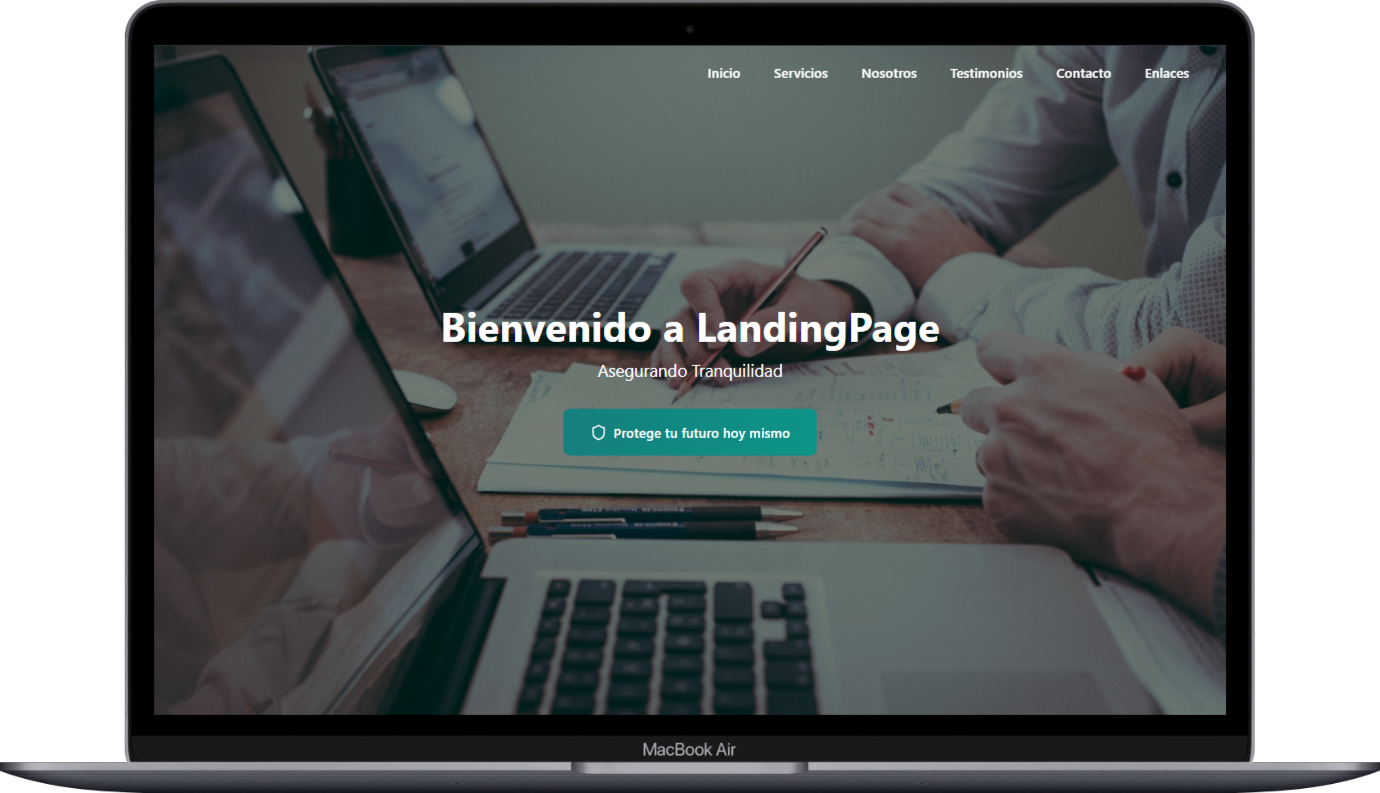 Inicio Servicios Nosotros Testimonios Contacto Enlaces
Bienvenido a LandingPage
Asegurando Tranquilidad
Protege tu futuro hoy mismo
MacBook Air